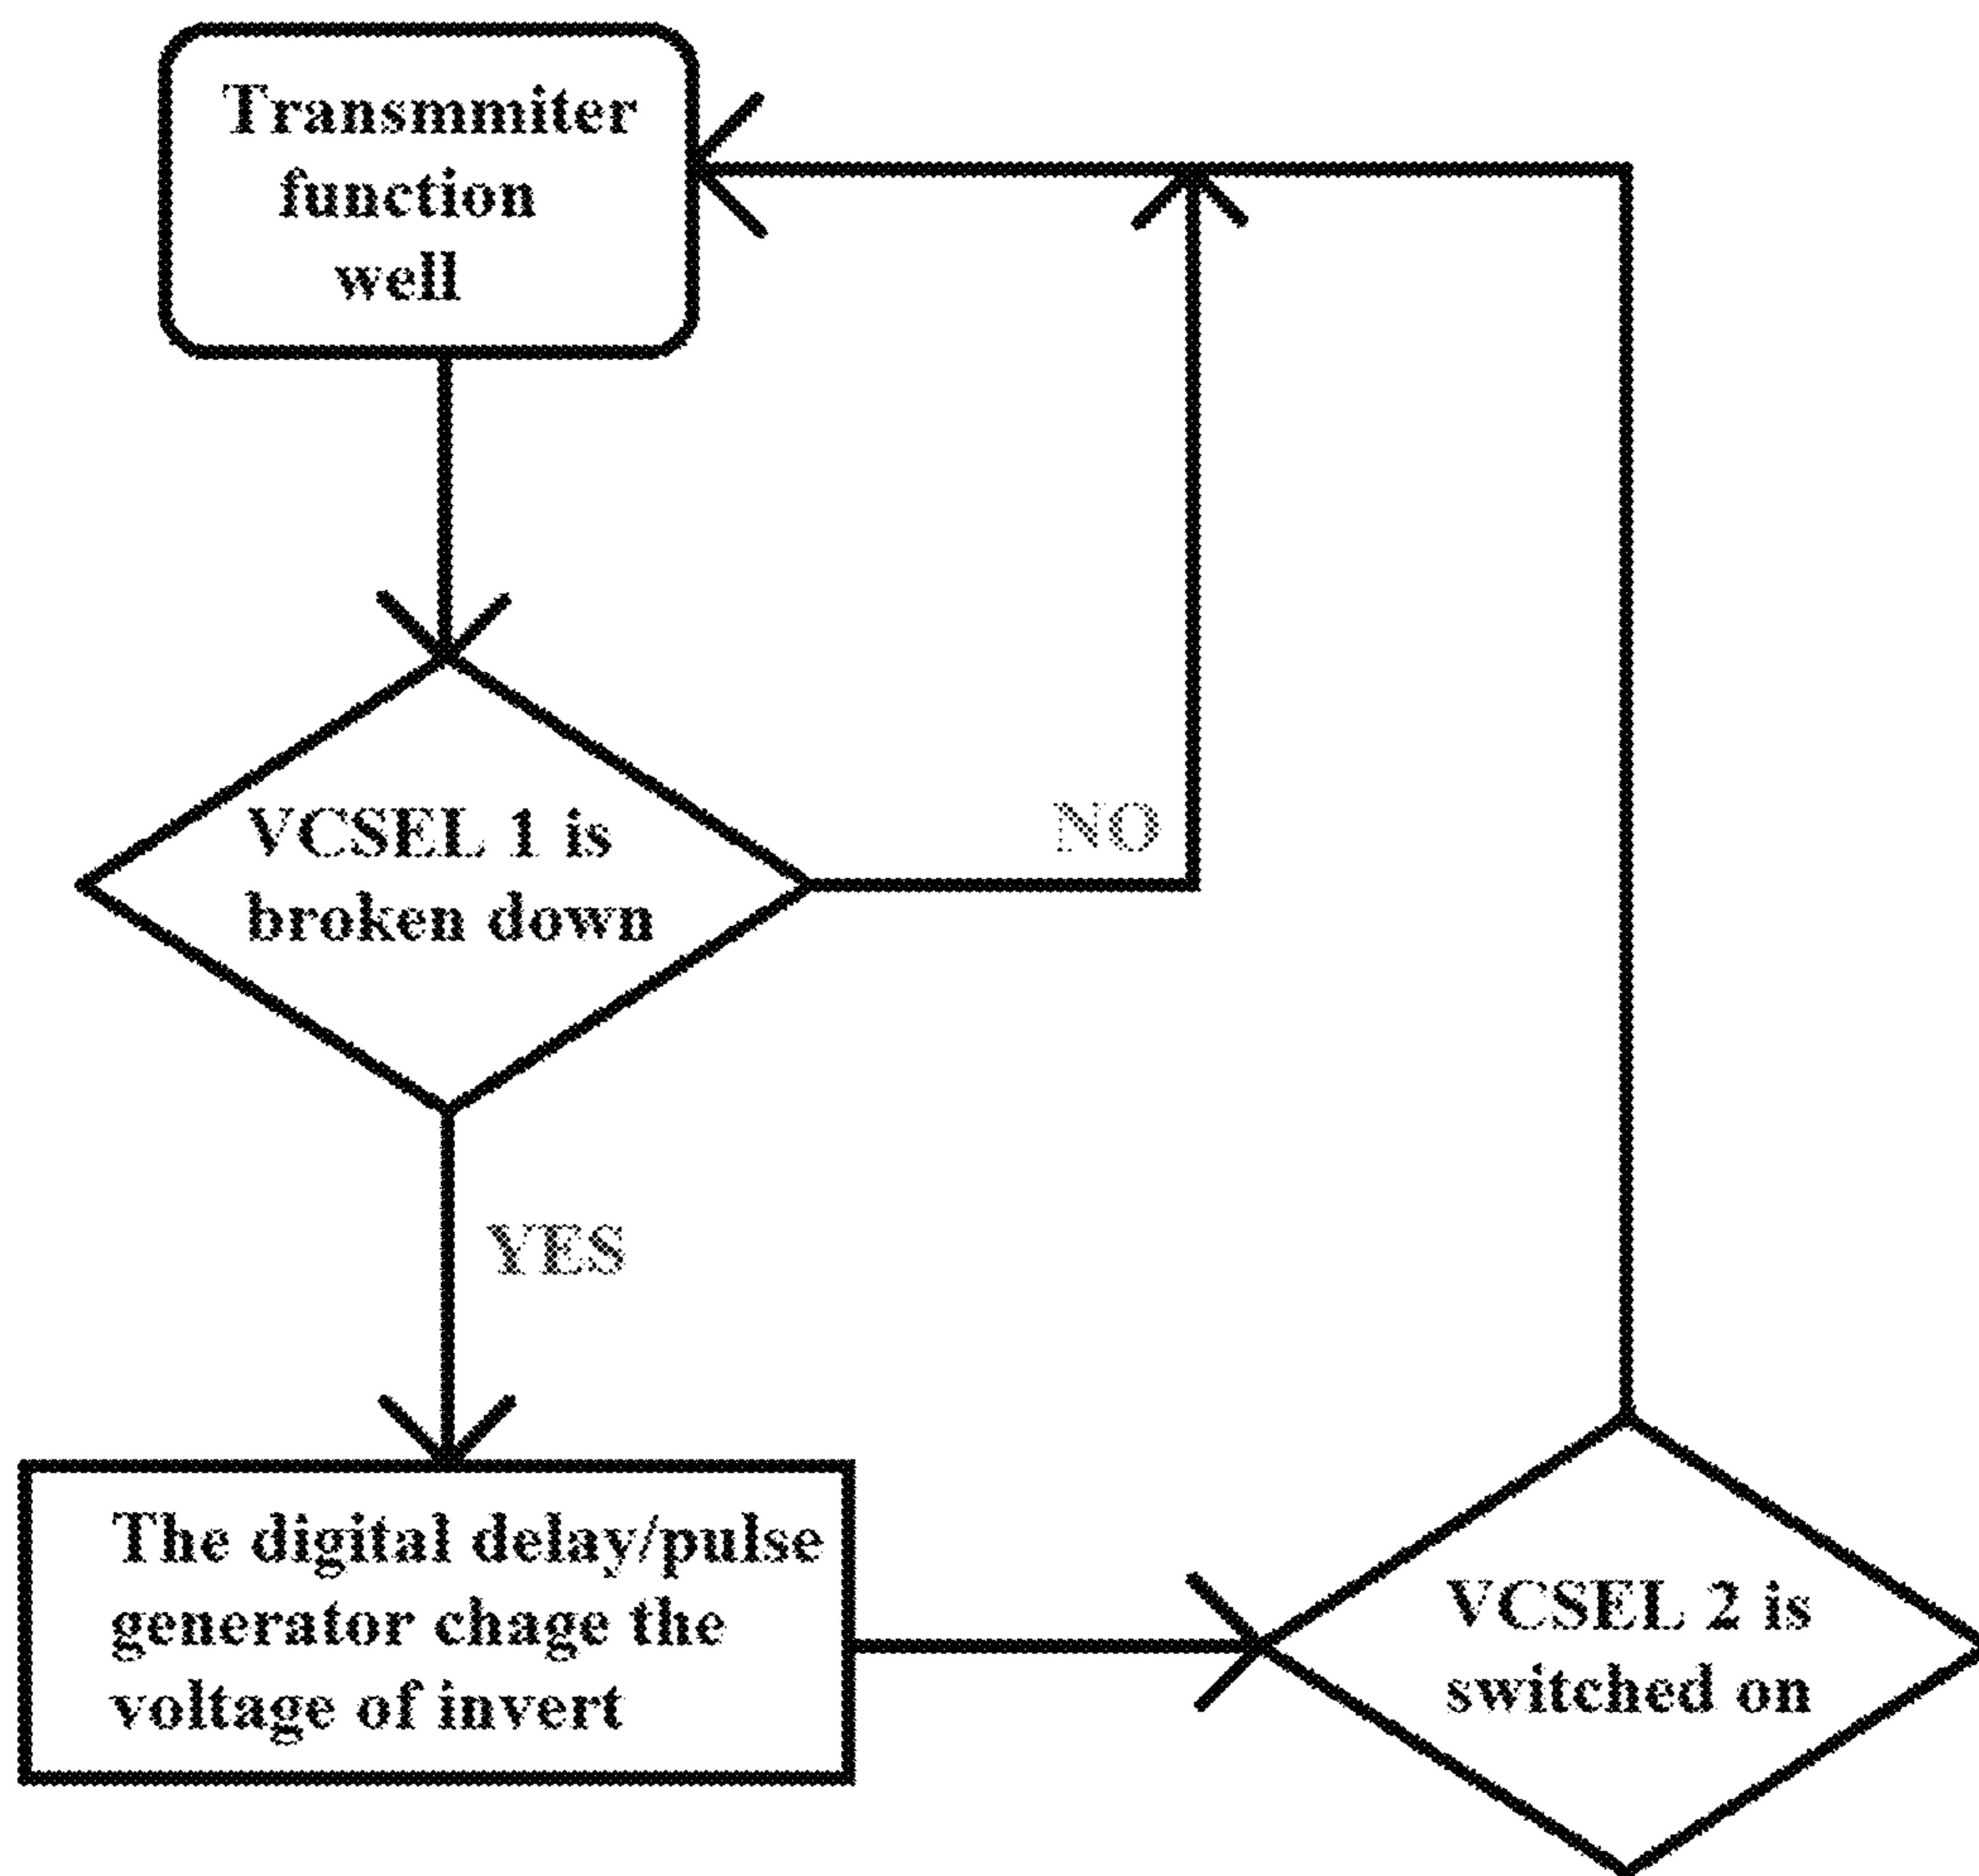 Transmmiter
function
well
VCSEL 1 is
broken down
NO
YES
The digital delay/pulse
generator chage the
voltage of invert
VCSEL 2 is
switched on